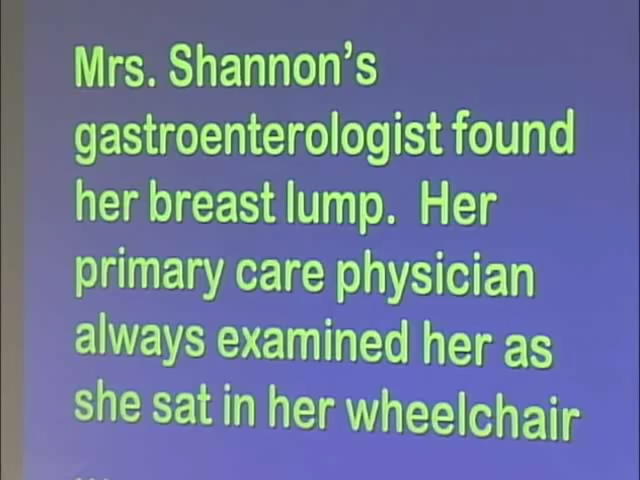 Mrs. Shannon's
gastroenterologist found
her breast lump.  Her
primary care physician
always examined her as
she sat in her wheelchair